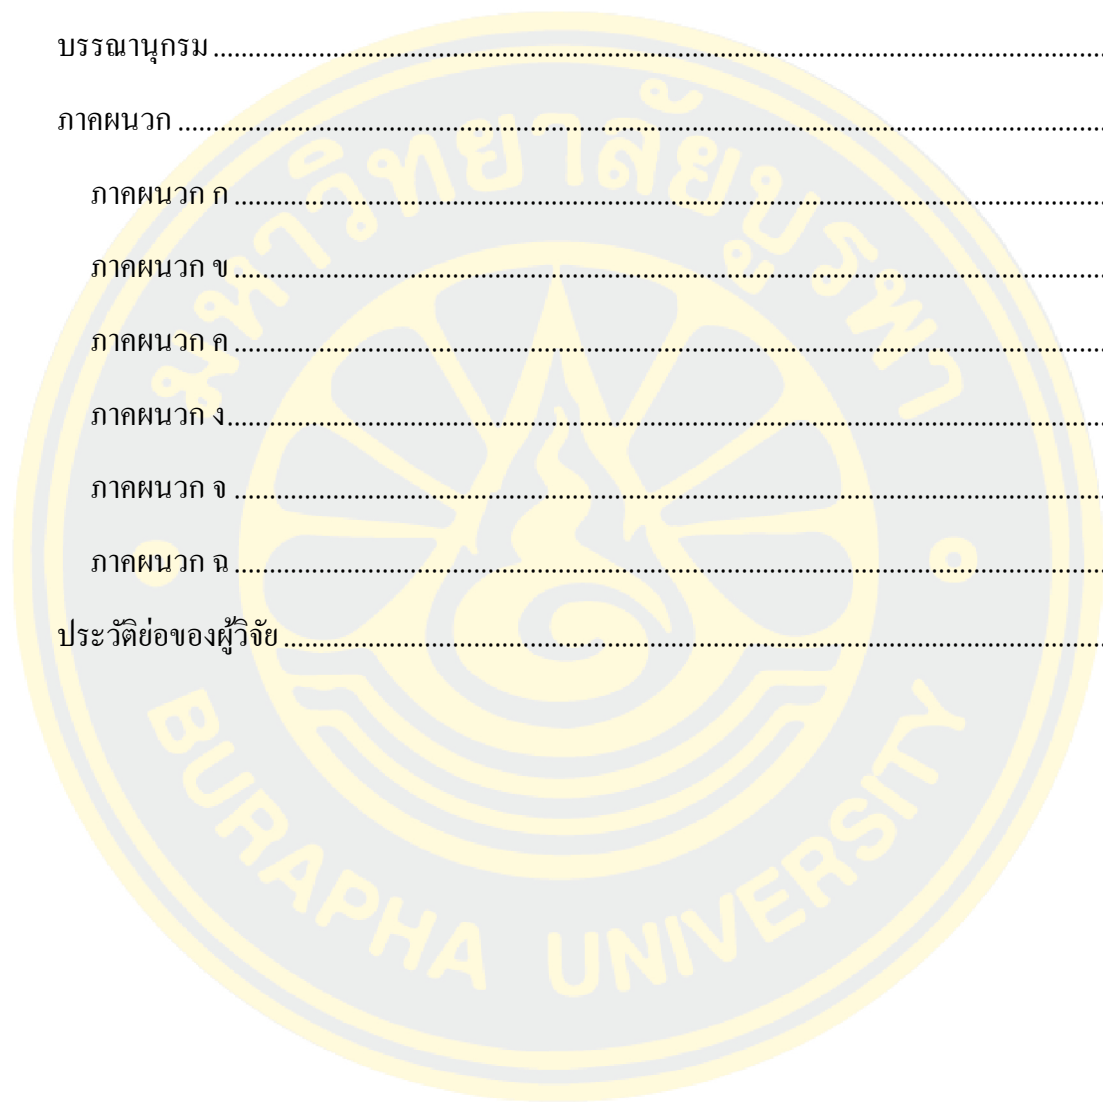 บรรณานุกรม
ภาคผนวก
ภาคผนวก ก
ภาคผนวก ข
ภาคผนวก ค
ภาคผนวก ง
ภาคผนวก จ
ภาคผนวก ฉ
ประวัติย่อของผู้วิจัย
มหาวิทยาลัยบูรพา
BURAPHA UNIVERSITY